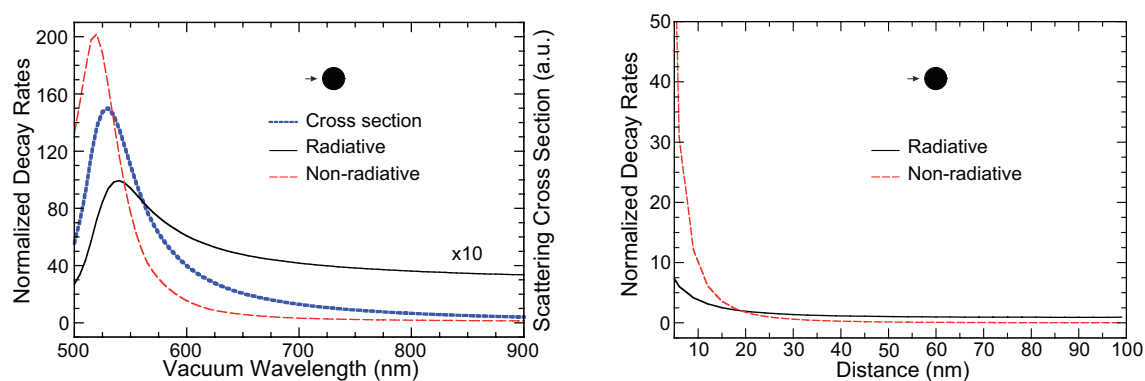 Normalized Decay Rates
200
160
120
80
40
0
Cross section
Radiative
Non-radiative
x10
500
600
700
800
900
Vacuum Wavelength (nm)
Scattering Cross Section (a.u.)
Normalized Decay Rates
50
40
30
20
10
0
Radiative
Non-radiative
10
20
30
40
50
60
70
80
90
100
Distance (nm)